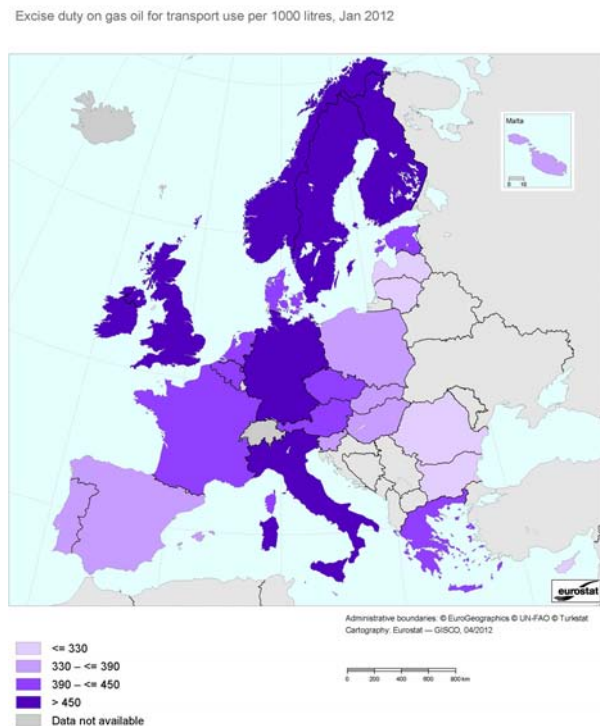 Excise duty on gas oil for transport use per 1000 litres, Jan 2012
Malta
0 10
eurostat
Administrative boundaries: © EuroGeographics © UN-FAO © Turkstat
Cartography: Eurostat — GISCO, 04/2012
<= 330
330 – <= 390
390 – <= 450
> 450
Data not available
0 200 400 600 800 km